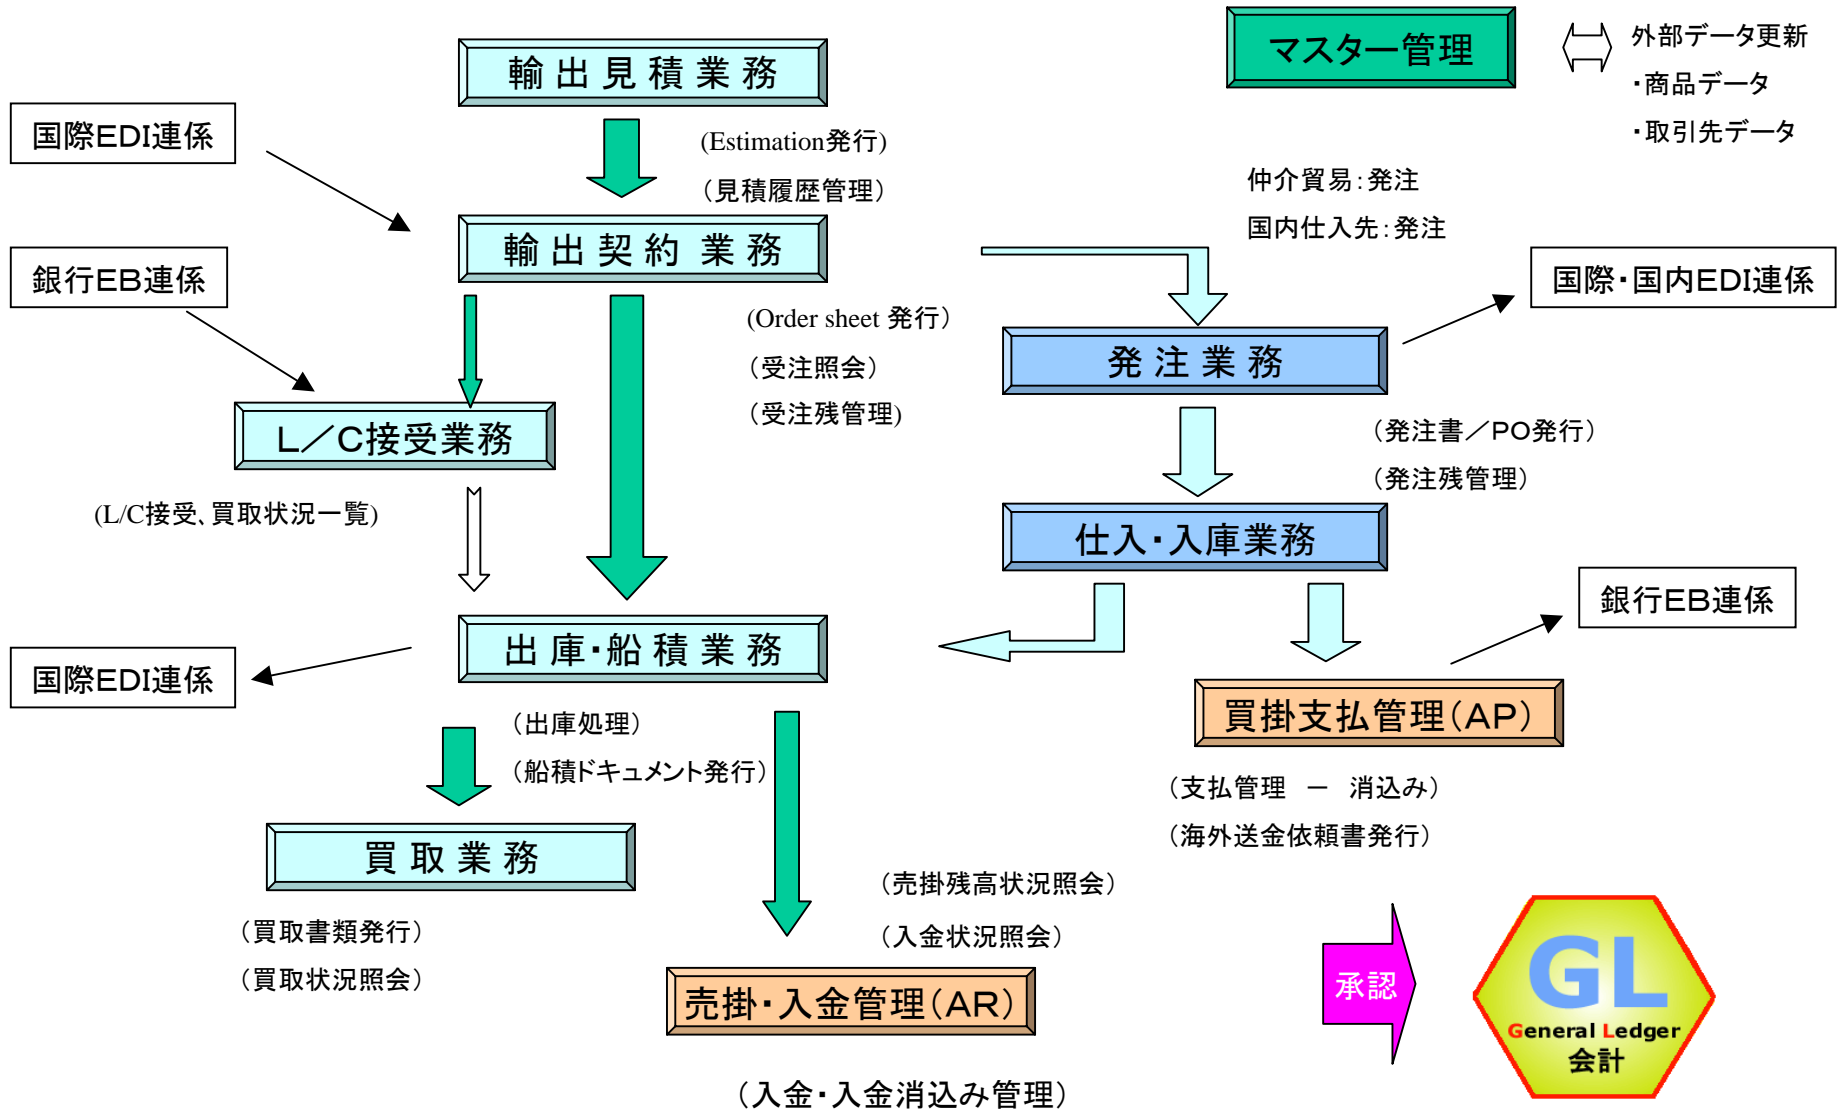 輸出見積業務
マスター管理
外部データ更新
・商品データ
・取引先データ
国際EDI連係
(Estimation発行)
（見積履歴管理）
仲介貿易：発注
国内仕入先：発注
輸出契約 業務
銀行EB連係
国際・国内EDI連係
(Order sheet 発行）
（受注照会）
（受注残管理)
発注業務
L／C接受業務
（発注書／PO発行）
（発注残管理）
(L/C接受、買取状況一覧)
仕入・入庫業務
銀行EB連係
出庫・船積業務
国際EDI連係
買掛支払管理（AP）
（出庫処理）
（船積ドキュメント発行）
（支払管理　－　消込み）
（海外送金依頼書発行）
買取業務
（売掛残高状況照会）
（入金状況照会）
（買取書類発行）
（買取状況照会）
売掛・入金管理（AR）
承認
GL
General Ledger
会計
（入金・入金消込み管理）